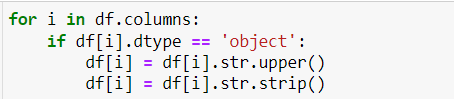 for i in df.columns:
    if df[i].dtype == 'object':
        df[i] = df[i].str.upper()
        df[i] = df[i].str.strip()